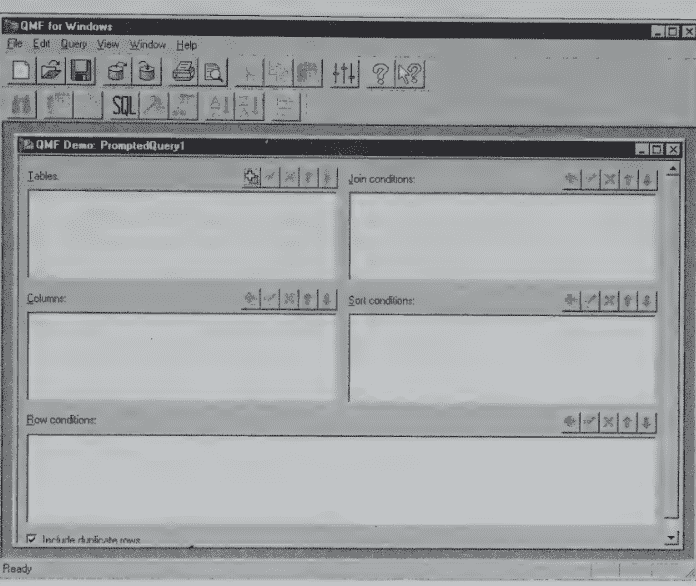 QMF for Windows
File Edit Query View Window Help
SQL
QMF Demo: PromptedQuery1
Tables:
Join conditions:
Columns:
Sort conditions:
Row conditions:
Include duplicate rows
Ready